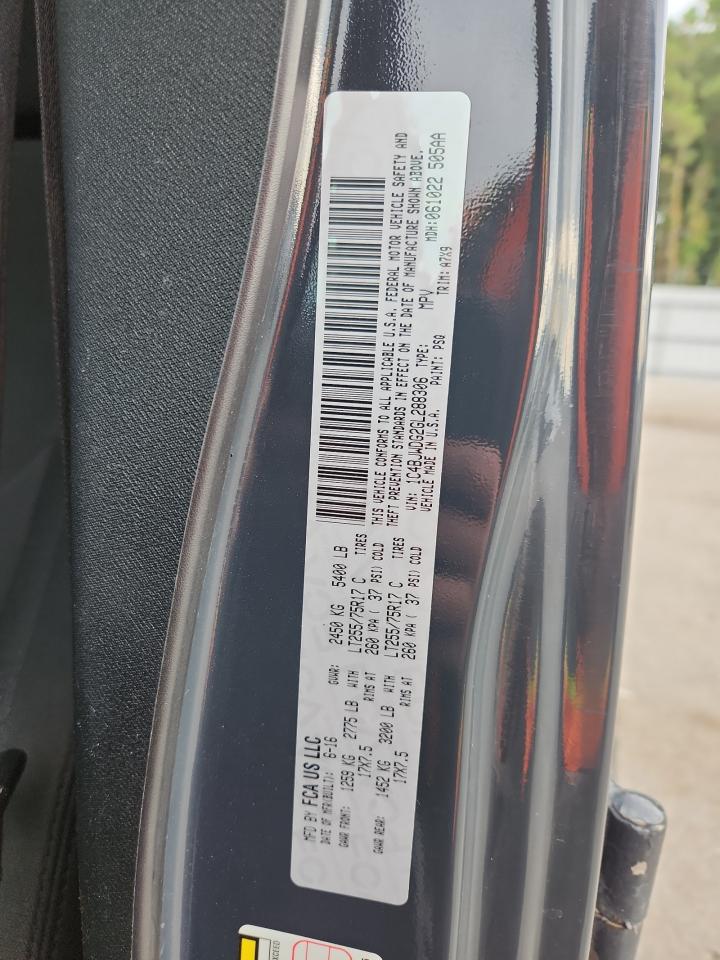 MFD BY FCA US LLC
DATE OF MFR(BUILT): 6-16 GVWR: 2450 KG 5400 LB
GAWR FRONT: 1259 KG 2775 LB WITH LT255/75R17 C TIRES
17X7.5 RIMS AT 260 KPA ( 37 PSI) COLD
GAWR REAR: 1452 KG 3200 LB WITH LT255/75R17 C TIRES
17X7.5 RIMS AT 260 KPA ( 37 PSI) COLD
THIS VEHICLE CONFORMS TO ALL APPLICABLE U.S.A. FEDERAL MOTOR VEHICLE SAFETY AND
THEFT PREVENTION STANDARDS IN EFFECT ON THE DATE OF MANUFACTURE SHOWN ABOVE.
VIN: 1C4BJWDG2GL288306 TYPE: MPV MDH:061022 505AA
VEHICLE MADE IN U.S.A. PAINT: PSQ TRIM: A7X9